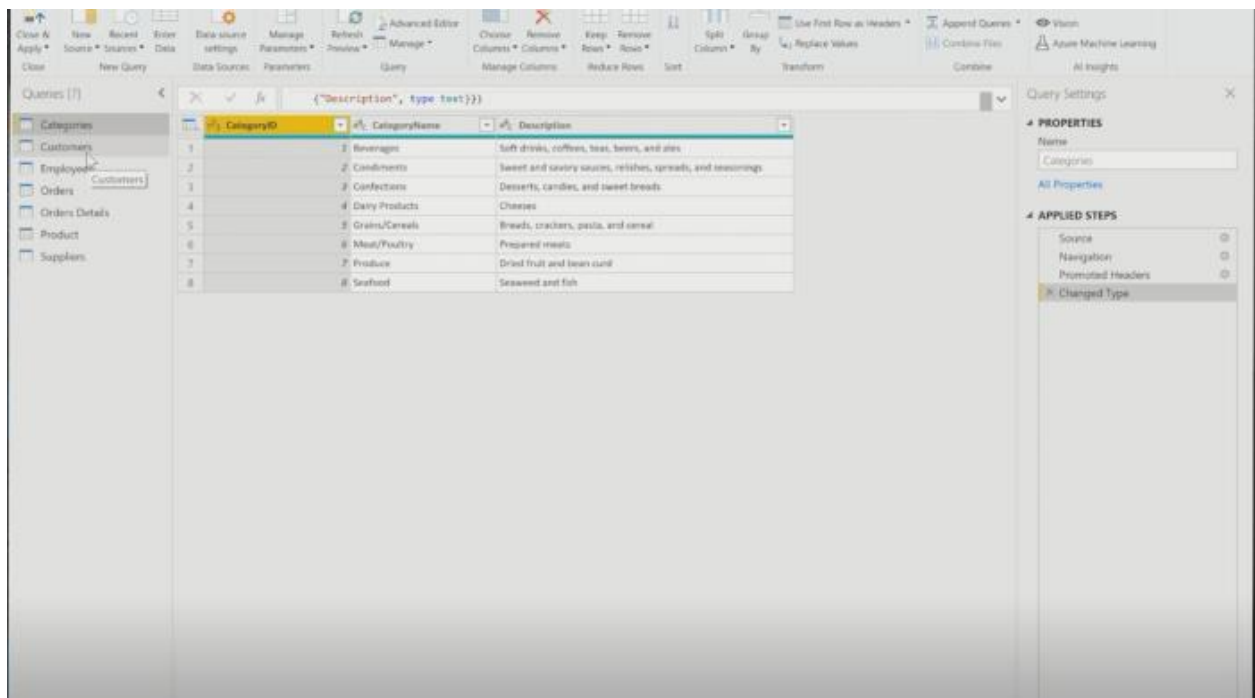 Close & New Recent Enter Data source Manage Refresh Advanced Editor Choose Remove Keep Remove Split Group Use First Row as Headers Append Queries Vision
Apply Source Sources Data settings Parameters Preview Manage Columns Columns Rows Rows Column By Replace Values Combine Files Azure Machine Learning
Close New Query Data Sources Parameters Query Manage Columns Reduce Rows Sort Transform Combine AI Insights
Queries [7]
{"Description", type text}})
Query Settings
Categories
Customers
Employees
Customers
Orders
Orders Details
Product
Suppliers
CategoryID CategoryName Description
1 1 Beverages Soft drinks, coffees, teas, beers, and ales
2 2 Condiments Sweet and savory sauces, relishes, spreads, and seasonings
3 3 Confections Desserts, candies, and sweet breads
4 4 Dairy Products Cheeses
5 5 Grains/Cereals Breads, crackers, pasta, and cereal
6 6 Meat/Poultry Prepared meats
7 7 Produce Dried fruit and bean curd
8 8 Seafood Seaweed and fish
PROPERTIES
Name
Categories
All Properties
APPLIED STEPS
Source
Navigation
Promoted Headers
Changed Type